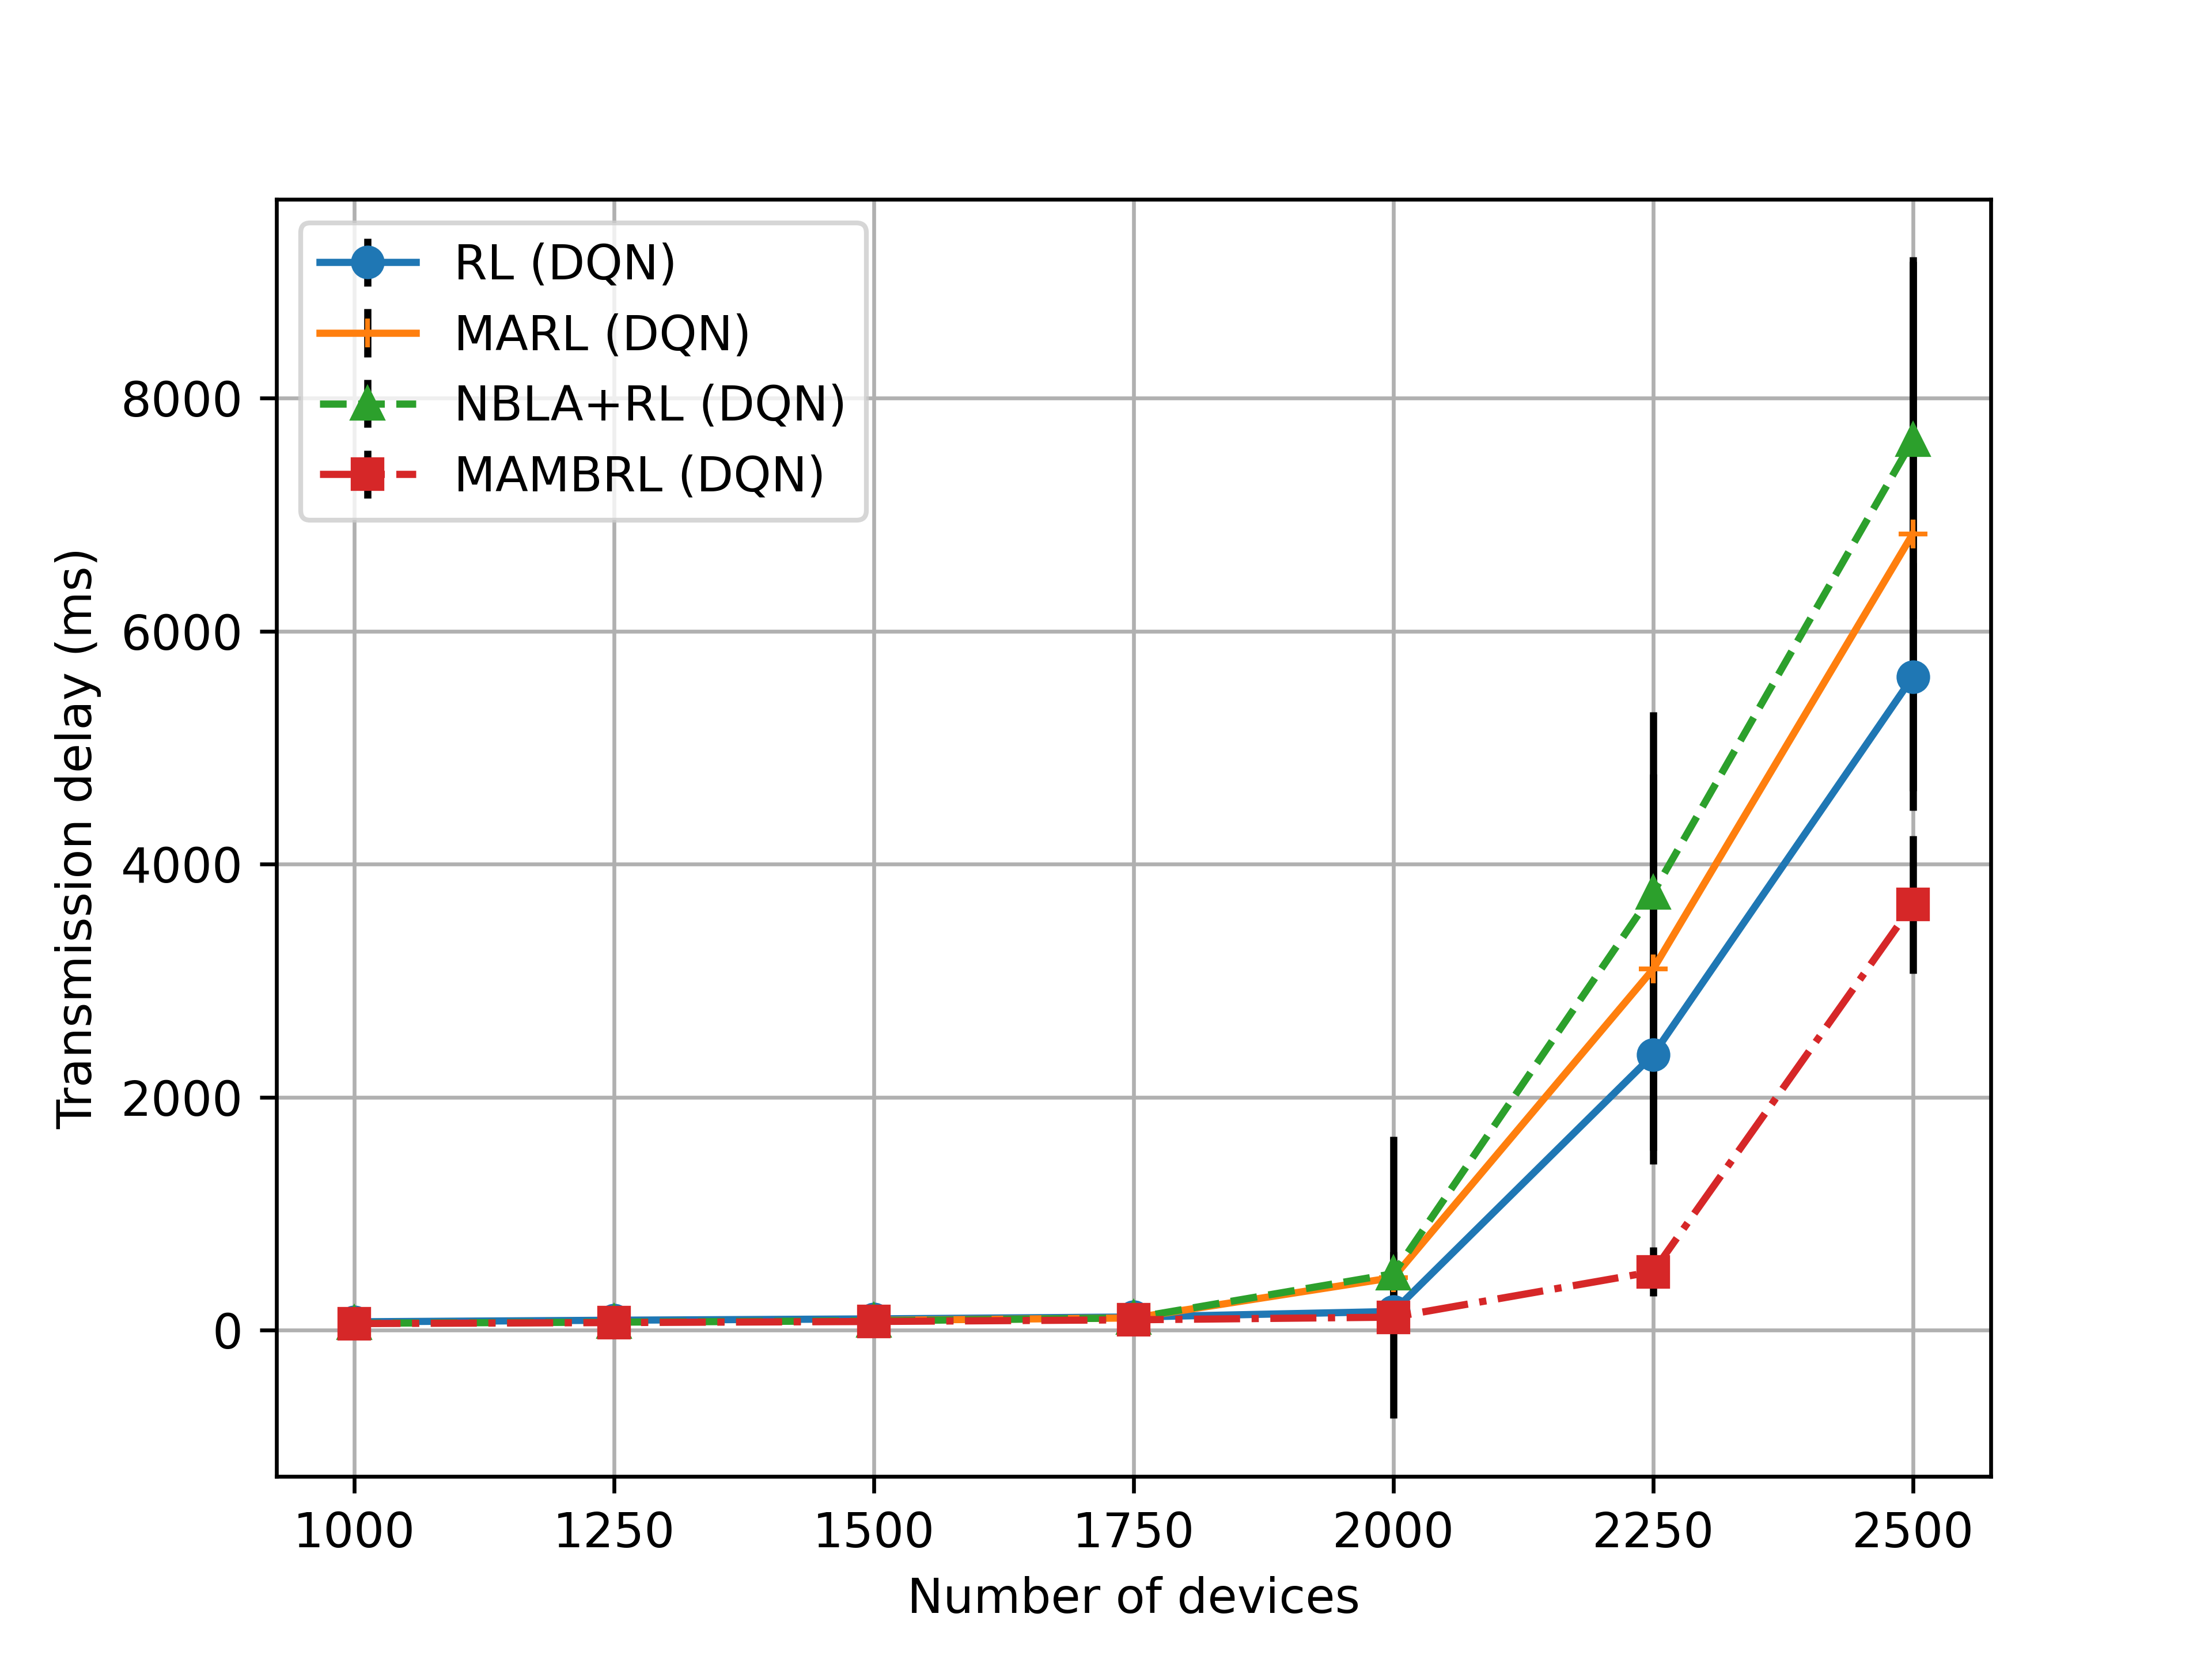 RL (DQN)
MARL (DQN)
NBLA+RL (DQN)
MAMBRL (DQN)
Transmission delay (ms)
8000
6000
4000
2000
0
1000 1250 1500 1750 2000 2250 2500
Number of devices